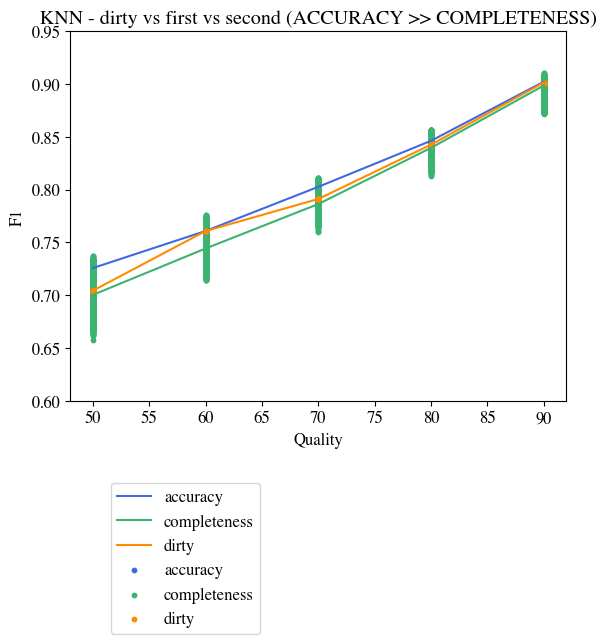 KNN - dirty vs first vs second (ACCURACY >> COMPLETENESS)
0.95
0.90
0.85
0.80
0.75
0.70
0.65
0.60
F1
50 55 60 65 70 75 80 85 90
Quality
accuracy
completeness
dirty
accuracy
completeness
dirty